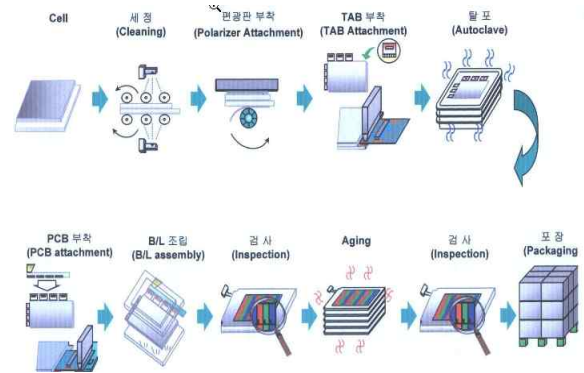 Cell
세 정
(Cleaning)
편광판 부착
(Polarizer Attachment)
TAB 부착
(TAB Attachment)
탈 포
(Autoclave)
PCB 부착
(PCB attachment)
B/L 조립
(B/L assembly)
검 사
(Inspection)
Aging
검 사
(Inspection)
포 장
(Packaging